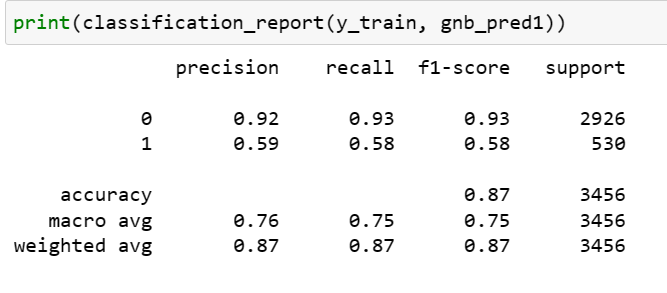 print(classification_report(y_train, gnb_pred1))
precision recall f1-score support
0 0.92 0.93 0.93 2926
1 0.59 0.58 0.58 530
accuracy 0.87 3456
macro avg 0.76 0.75 0.75 3456
weighted avg 0.87 0.87 0.87 3456